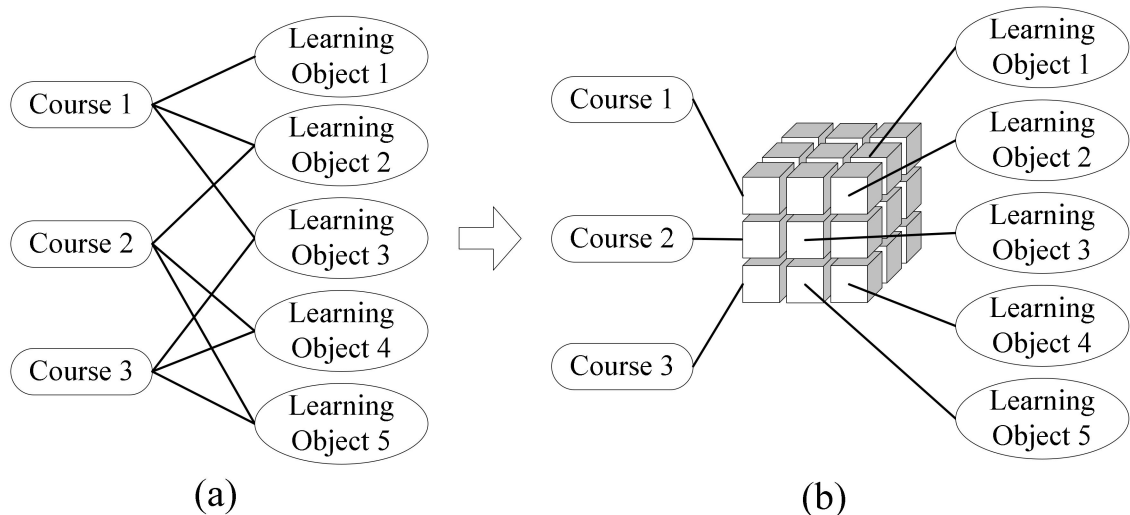 Course 1
Course 2
Course 3
Learning
Object 1
Learning
Object 2
Learning
Object 3
Learning
Object 4
Learning
Object 5
(a)
Course 1
Course 2
Course 3
Learning
Object 1
Learning
Object 2
Learning
Object 3
Learning
Object 4
Learning
Object 5
(b)